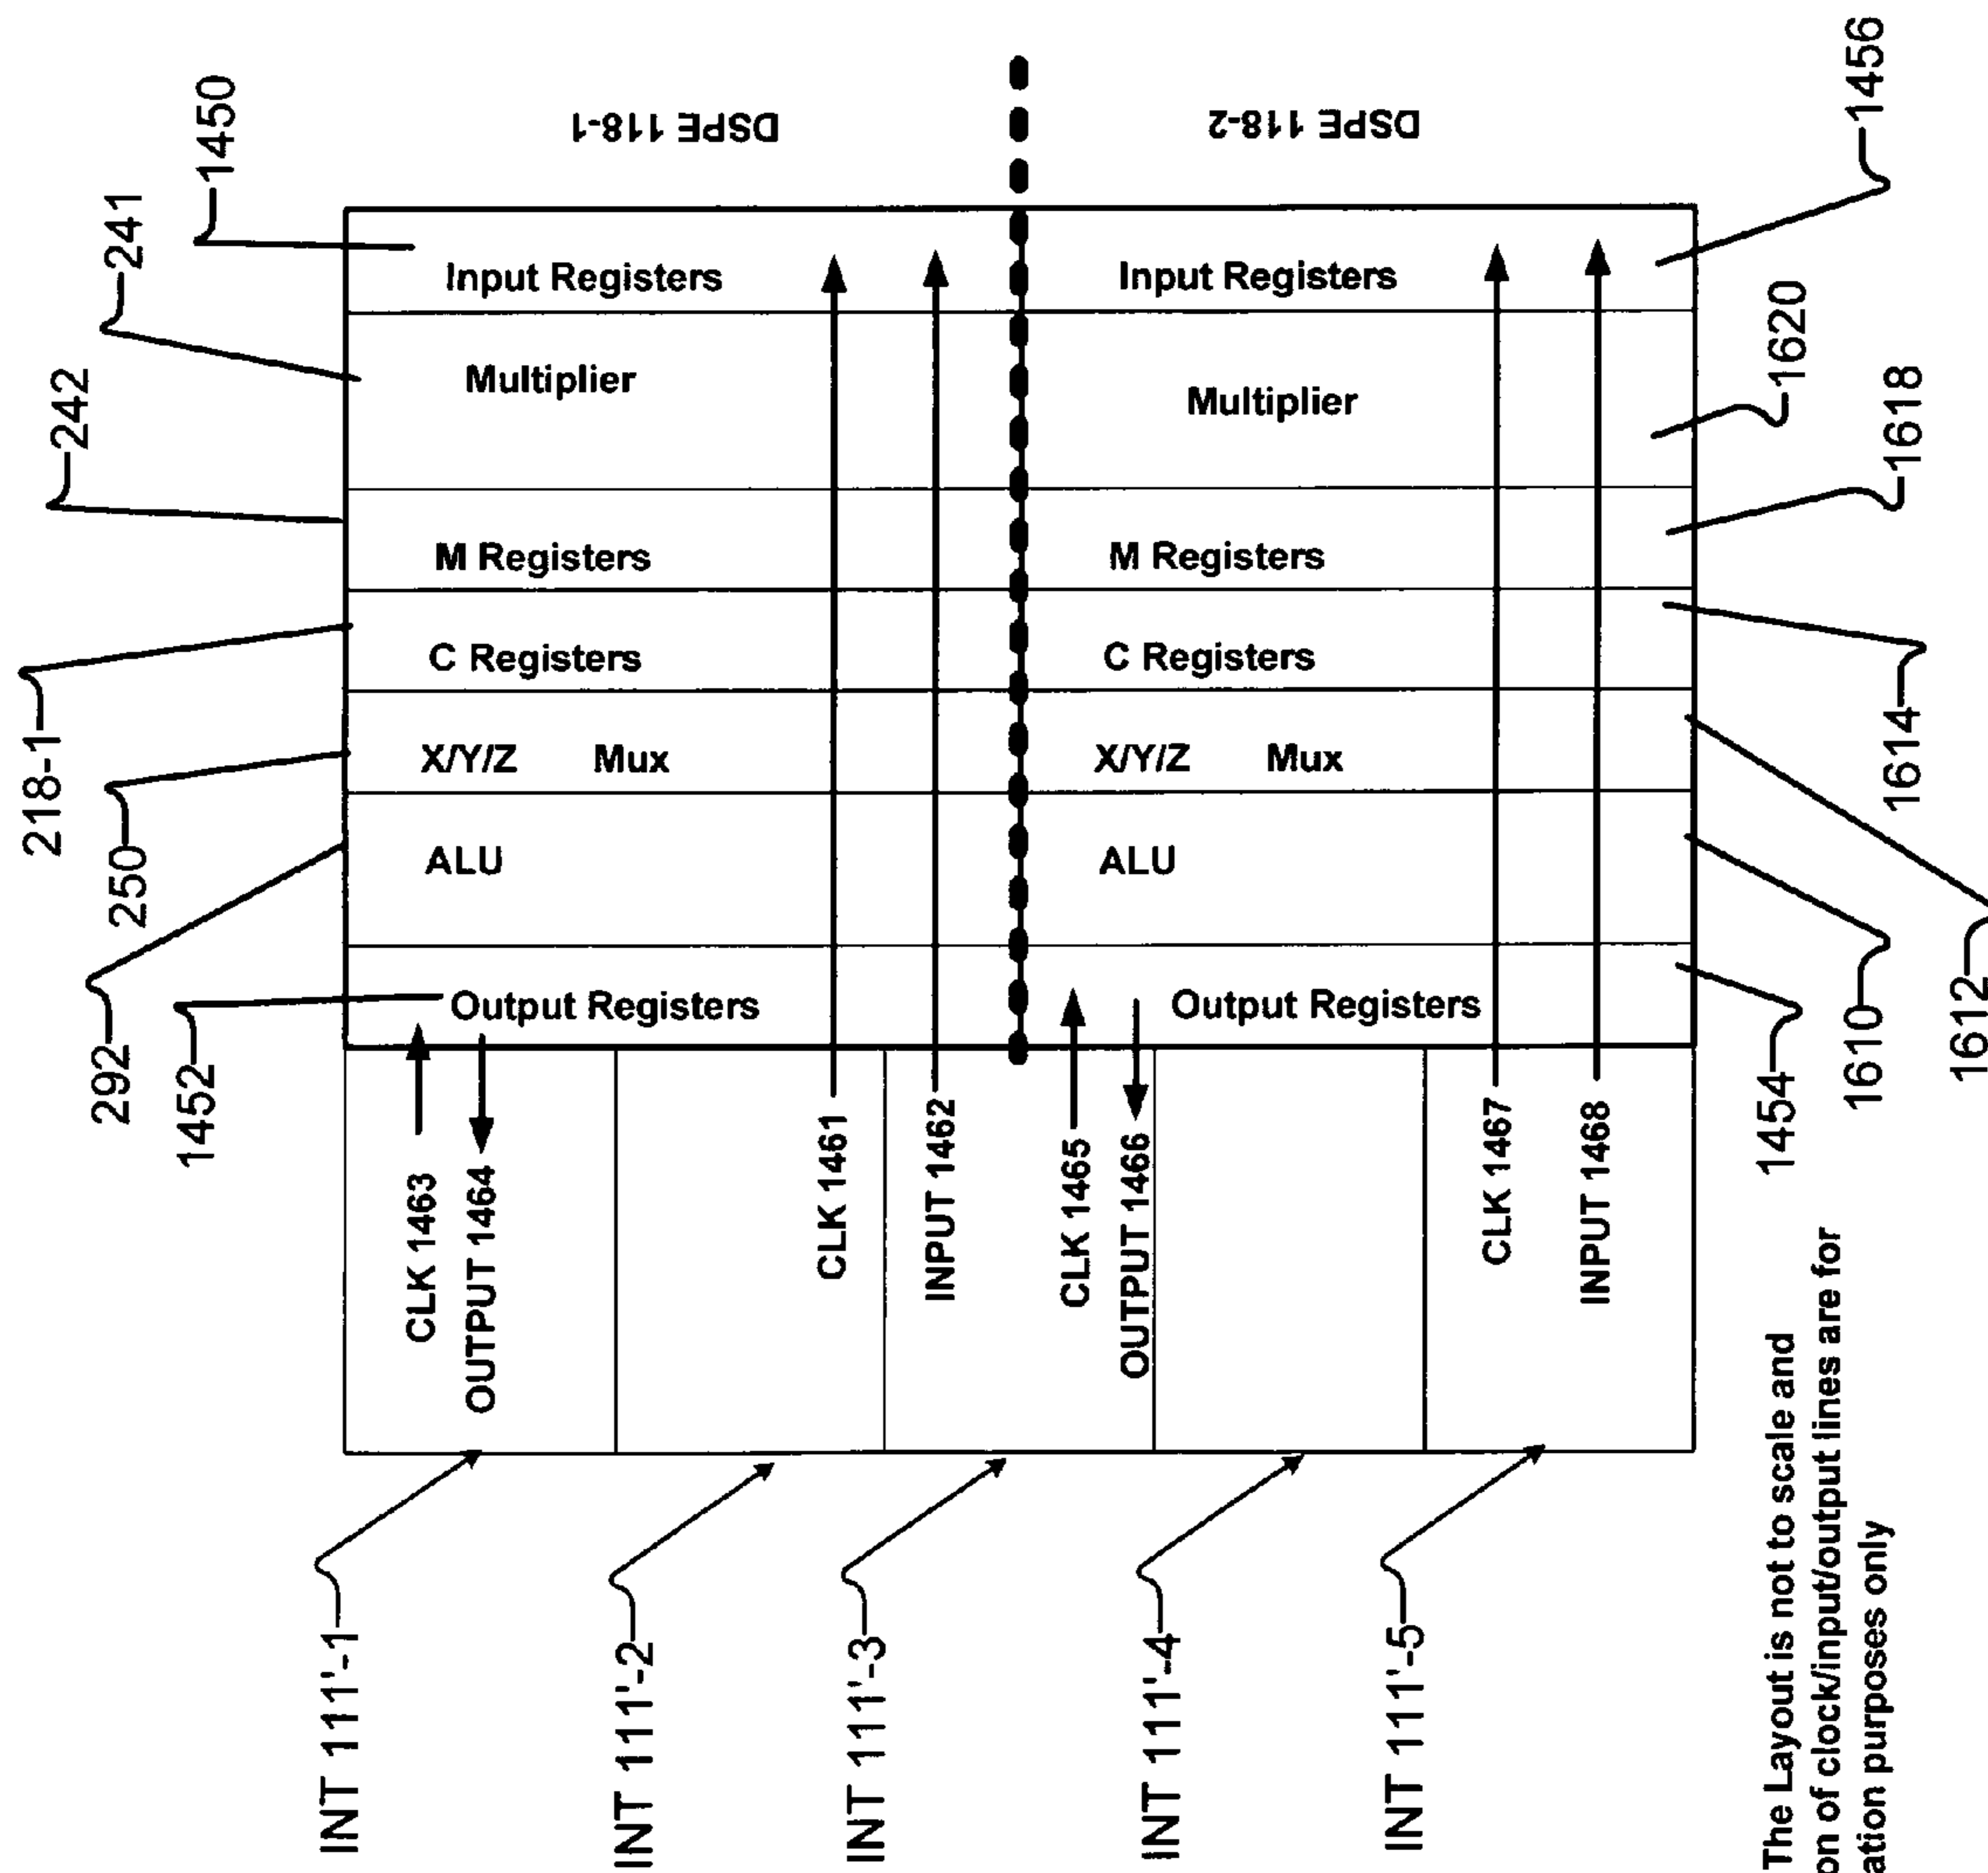 1450
241
242
218-1
250
292
1452
DSPE 118-1
DSPE 118-2
Input Registers
Multiplier
M Registers
C Registers
X/Y/Z Mux
ALU
Output Registers
Input Registers
Multiplier
M Registers
C Registers
X/Y/Z Mux
ALU
Output Registers
1456
1620
1618
1614
1612
1610
1454
CLK 1463
OUTPUT 1464
CLK 1461
INPUT 1462
CLK 1465
OUTPUT 1466
CLK 1467
INPUT 1468
INT 111'-1
INT 111'-2
INT 111'-3
INT 111'-4
INT 111'-5
The Layout is not to scale and
of clock/input/output lines are for
purposes only